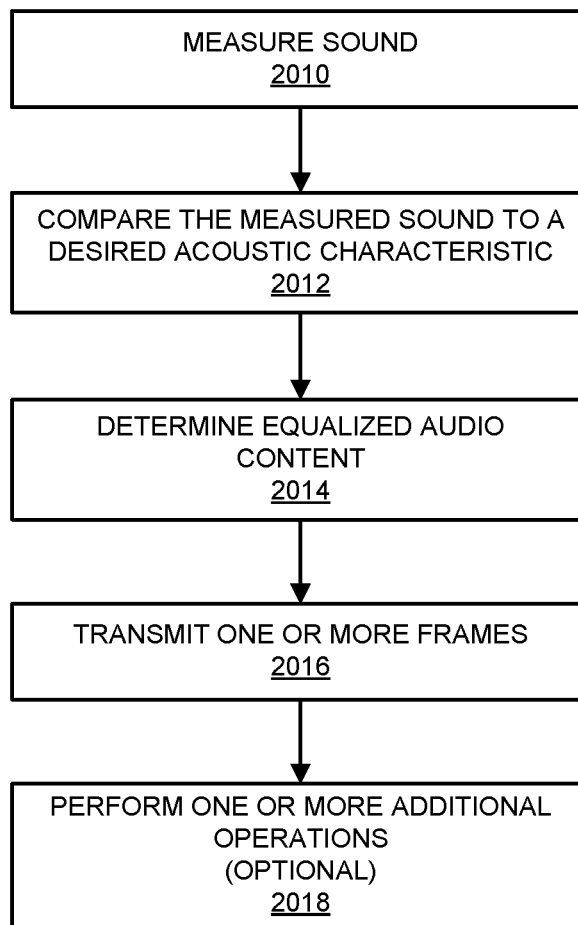 MEASURE SOUND
2010
COMPARE THE MEASURED SOUND TO A
DESIRED ACOUSTIC CHARACTERISTIC
2012
DETERMINE EQUALIZED AUDIO
CONTENT
2014
TRANSMIT ONE OR MORE FRAMES
2016
PERFORM ONE OR MORE ADDITIONAL
OPERATIONS
(OPTIONAL)
2018